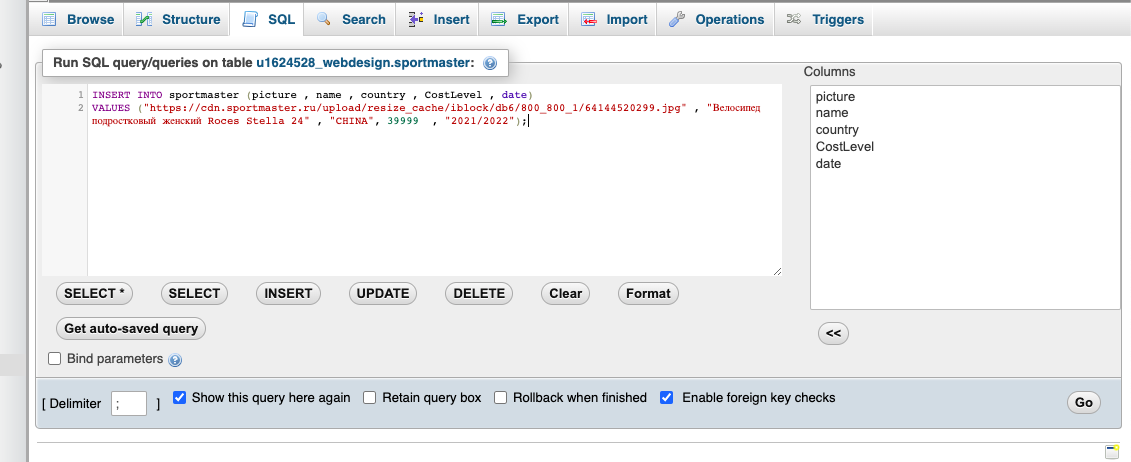 Browse Structure SQL Search Insert Export Import Operations Triggers
Run SQL query/queries on table u1624528_webdesign.sportmaster:
Columns
1 INSERT INTO sportmaster (picture , name , country , CostLevel , date)
2 VALUES ("https://cdn.sportmaster.ru/upload/resize_cache/iblock/db6/800_800_1/64144520299.jpg" , "Велосипед
подростковый женский Roces Stella 24" , "CHINA", 39999 , "2021/2022");
picture
name
country
CostLevel
date
SELECT * SELECT INSERT UPDATE DELETE Clear Format
Get auto-saved query
<<
Bind parameters
[ Delimiter ; ] Show this query here again Retain query box Rollback when finished Enable foreign key checks Go